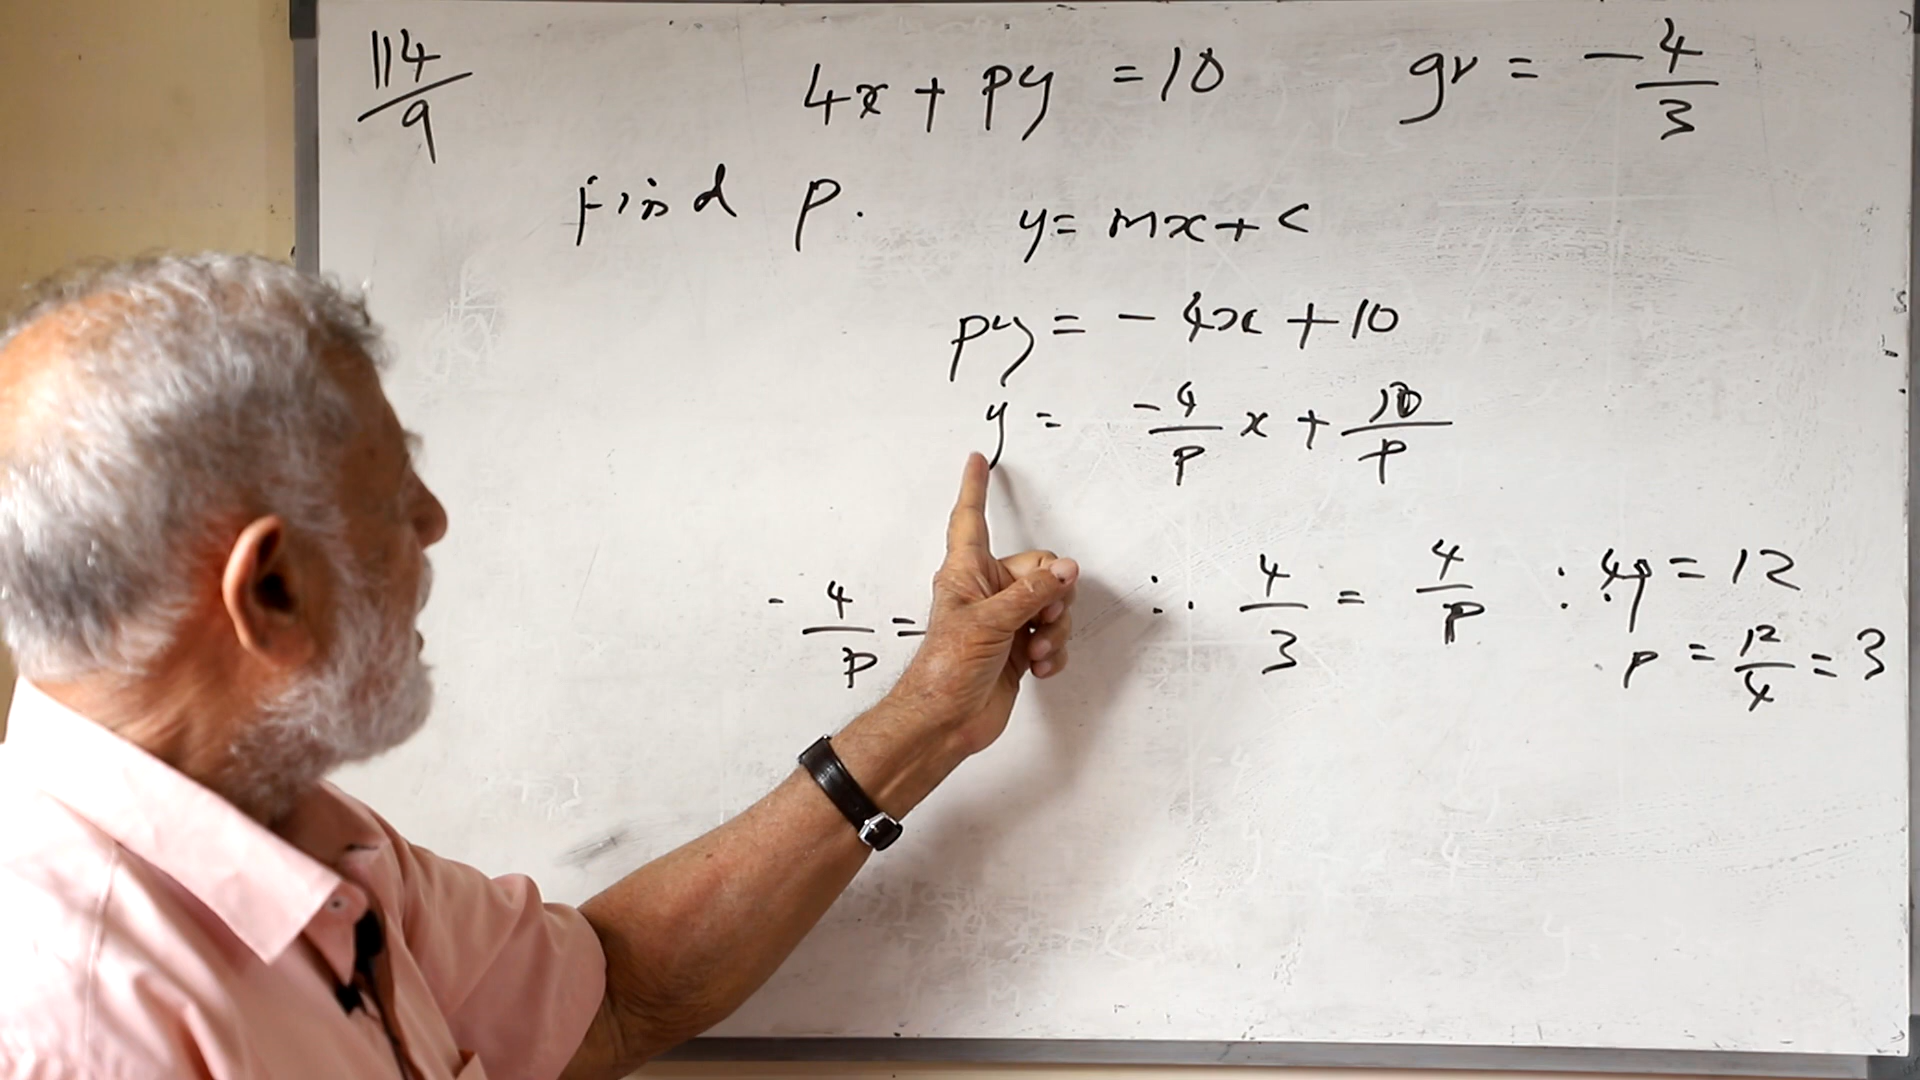 114/9
4x + py = 10    gr = -4/3
Find p.
y = mx + c
py = -4x + 10
y = -4/p x + 10/p
-4/p =
∴ 4/3 = 4/p ∴ 4p = 12
p = 12/4 = 3